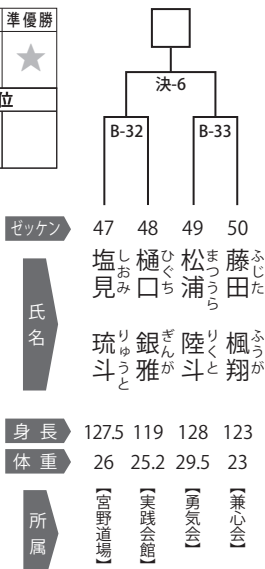 準優勝
位
決-6
B-32 B-33
ゼッケン 47 48 49 50
氏名
塩見 琉斗
しおみ りゅうと
樋口 銀雅
ひぐち ぎんが
松浦 陸斗
まつうら りくと
藤田 楓翔
ふじた ふうが
身長 127.5 119 128 123
体重 26 25.2 29.5 23
所属
【宮野道場】
【実践会館】
【勇気会】
【兼心会】